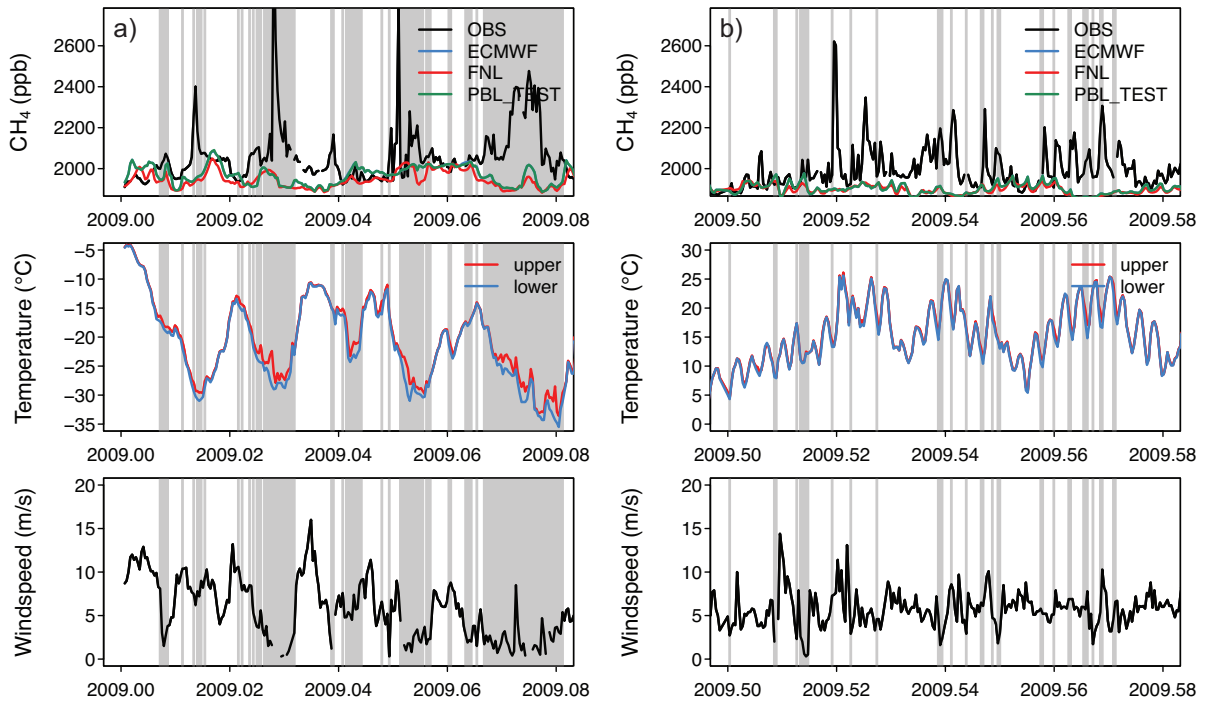 a)
CH₄ (ppb)
2600
2400
2200
2000
OBS
ECMWF
FNL
PBL_TEST
2009.00 2009.02 2009.04 2009.06 2009.08
b)
CH₄ (ppb)
2600
2400
2200
2000
OBS
ECMWF
FNL
PBL_TEST
2009.50 2009.52 2009.54 2009.56 2009.58
Temperature (°C)
−5
−10
−15
−20
−25
−30
−35
upper
lower
2009.00 2009.02 2009.04 2009.06 2009.08
Temperature (°C)
30
25
20
15
10
5
0
upper
lower
2009.50 2009.52 2009.54 2009.56 2009.58
Windspeed (m/s)
20
15
10
5
0
2009.00 2009.02 2009.04 2009.06 2009.08
Windspeed (m/s)
20
15
10
5
0
2009.50 2009.52 2009.54 2009.56 2009.58